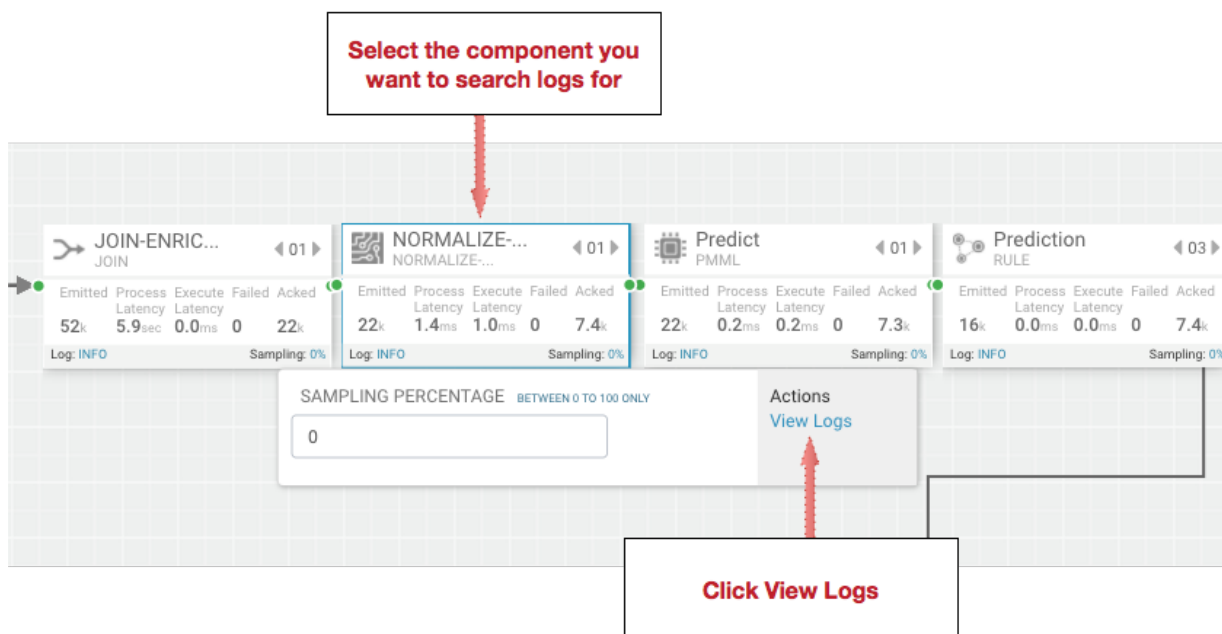 Select the component you
want to search logs for
JOIN-ENRIC... 01
JOIN
Emitted Process Execute Failed Acked
Latency Latency
52k 5.9sec 0.0ms 0 22k
Log: INFO Sampling: 0%
NORMALIZE-... 01
NORMALIZE-...
Emitted Process Execute Failed Acked
Latency Latency
22k 1.4ms 1.0ms 0 7.4k
Log: INFO Sampling: 0%
Predict 01
PMML
Emitted Process Execute Failed Acked
Latency Latency
22k 0.2ms 0.2ms 0 7.3k
Log: INFO Sampling: 0%
Prediction 03
RULE
Emitted Process Execute Failed Acked
Latency Latency
16k 0.0ms 0.0ms 0 7.4k
Log: INFO Sampling: 0%
SAMPLING PERCENTAGE BETWEEN 0 TO 100 ONLY
0
Actions
View Logs
Click View Logs